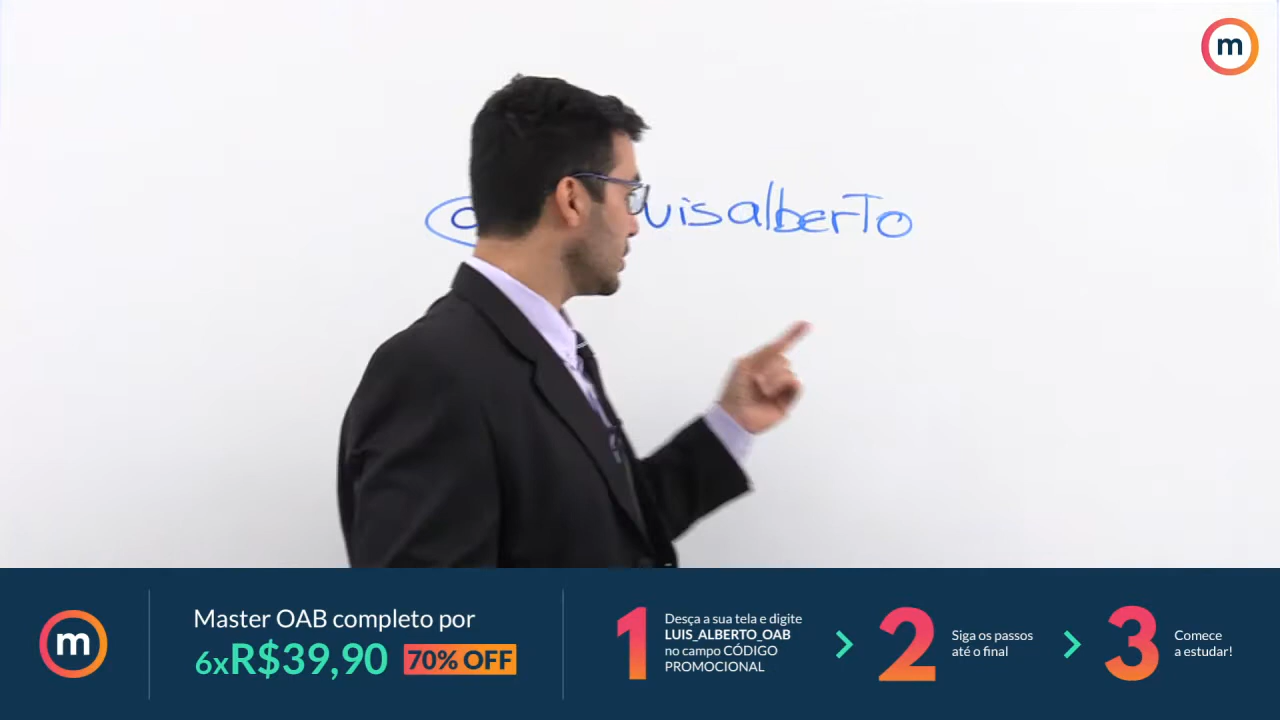 m
uisalberto
m
Master OAB completo por
6xR$39,90 70% OFF
1
Desça a sua tela e digite
LUIS_ALBERTO_OAB
no campo CÓDIGO
PROMOCIONAL
2
Siga os passos
até o final
3
Comece
a estudar!